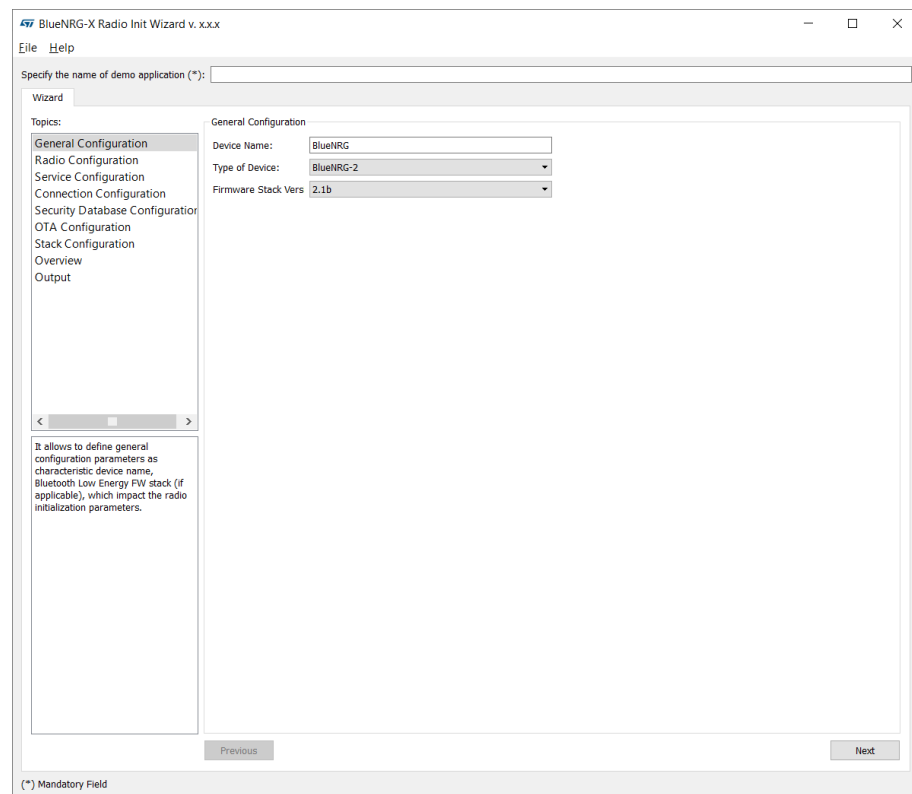 BlueNRG-X Radio Init Wizard v. x.x.x
File Help
Specify the name of demo application (*):
Wizard
Topics:
General Configuration
Radio Configuration
Service Configuration
Connection Configuration
Security Database Configuration
OTA Configuration
Stack Configuration
Overview
Output
It allows to define general
configuration parameters as
characteristic device name,
Bluetooth Low Energy FW stack (if
applicable), which impact the radio
initialization parameters.
General Configuration
Device Name: BlueNRG
Type of Device: BlueNRG-2
Firmware Stack Vers 2.1b
Previous Next
(*) Mandatory Field